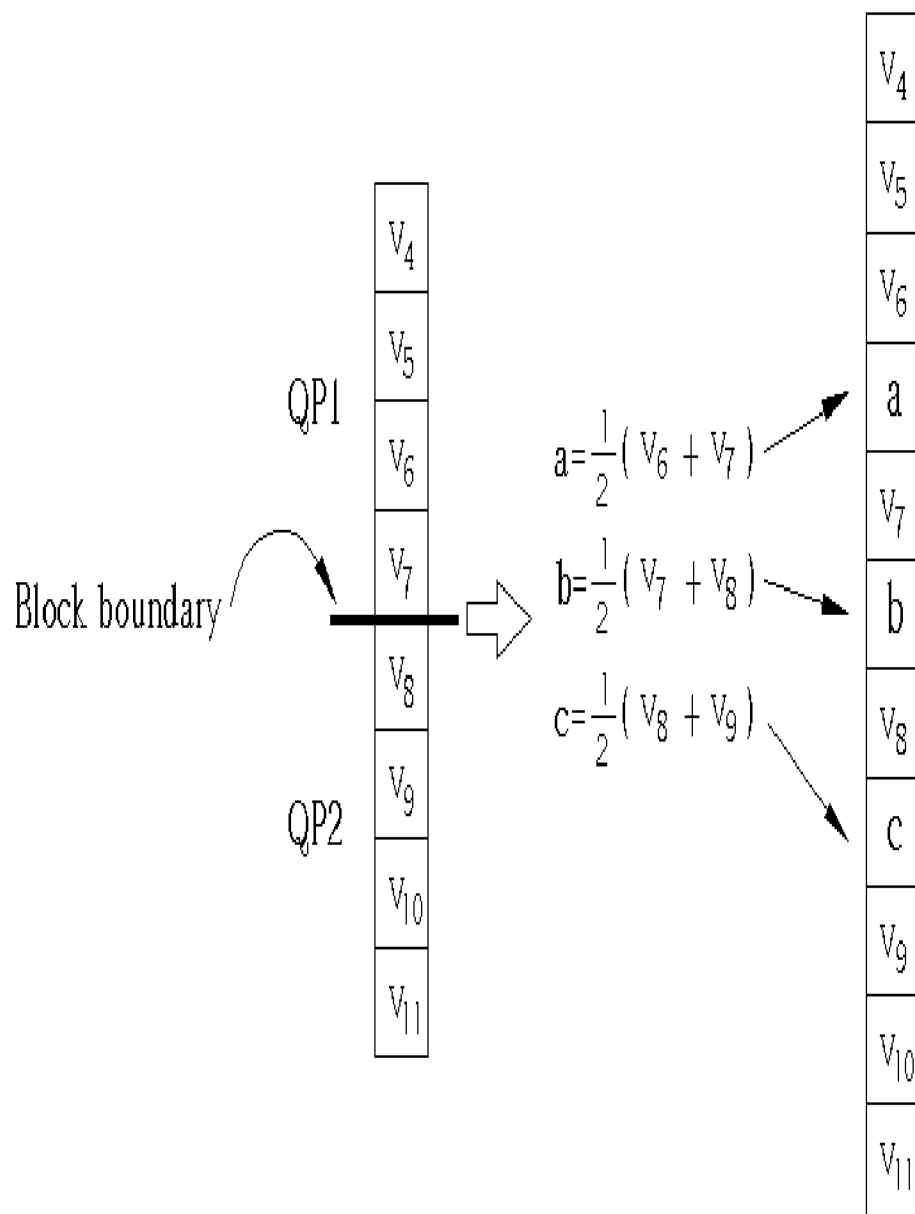 V4
V5
V6
V7
V8
V9
V10
V11
QP1
QP2
Block boundary
a=1/2( V6 + V7 )
b=1/2( V7 + V8 )
c=1/2( V8 + V9 )
V4
V5
V6
a
V7
b
V8
c
V9
V10
V11